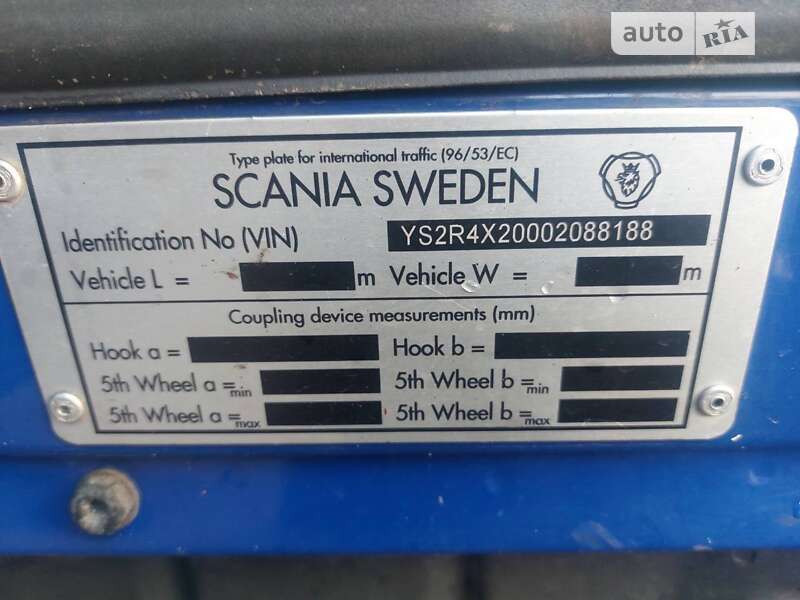 auto RIA
Type plate for international traffic (96/53/EC)
SCANIA SWEDEN
Identification No (VIN) YS2R4X20002088188
Vehicle L = m Vehicle W = m
Coupling device measurements (mm)
Hook a = Hook b =
5th Wheel a = min 5th Wheel b = min
5th Wheel a = max 5th Wheel b = max